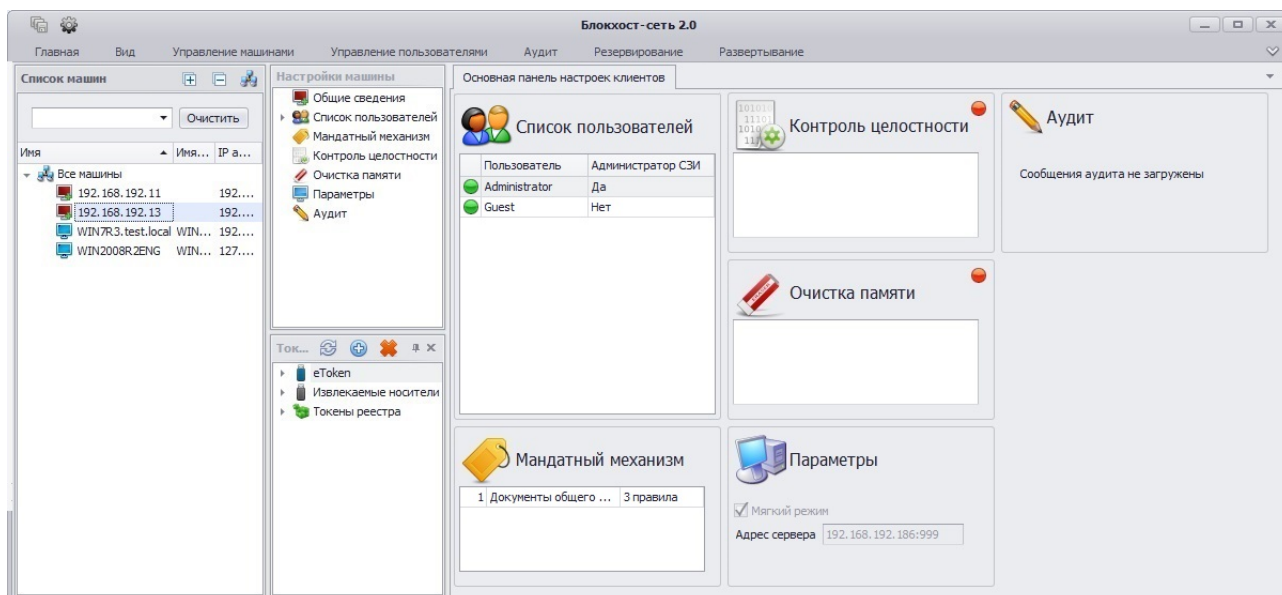 Блокхост-сеть 2.0
Главная Вид Управление машинами Управление пользователями Аудит Резервирование Развертывание
Список машин
Очистить
Имя Имя... IP а...
Все машины
192.168.192.11 192....
192.168.192.13 192....
WIN7R3.test.local WIN... 192....
WIN2008R2ENG WIN... 127....
Настройки машины
Общие сведения
Список пользователей
Мандатный механизм
Контроль целостности
Очистка памяти
Параметры
Аудит
Ток...
eToken
Извлекаемые носители
Токены реестра
Основная панель настроек клиентов
Список пользователей
Пользователь Администратор СЗИ
Administrator Да
Guest Нет
Мандатный механизм
1 Документы общего ... 3 правила
Контроль целостности
Очистка памяти
Параметры
Мягкий режим
Адрес сервера 192.168.192.186:999
Аудит
Сообщения аудита не загружены